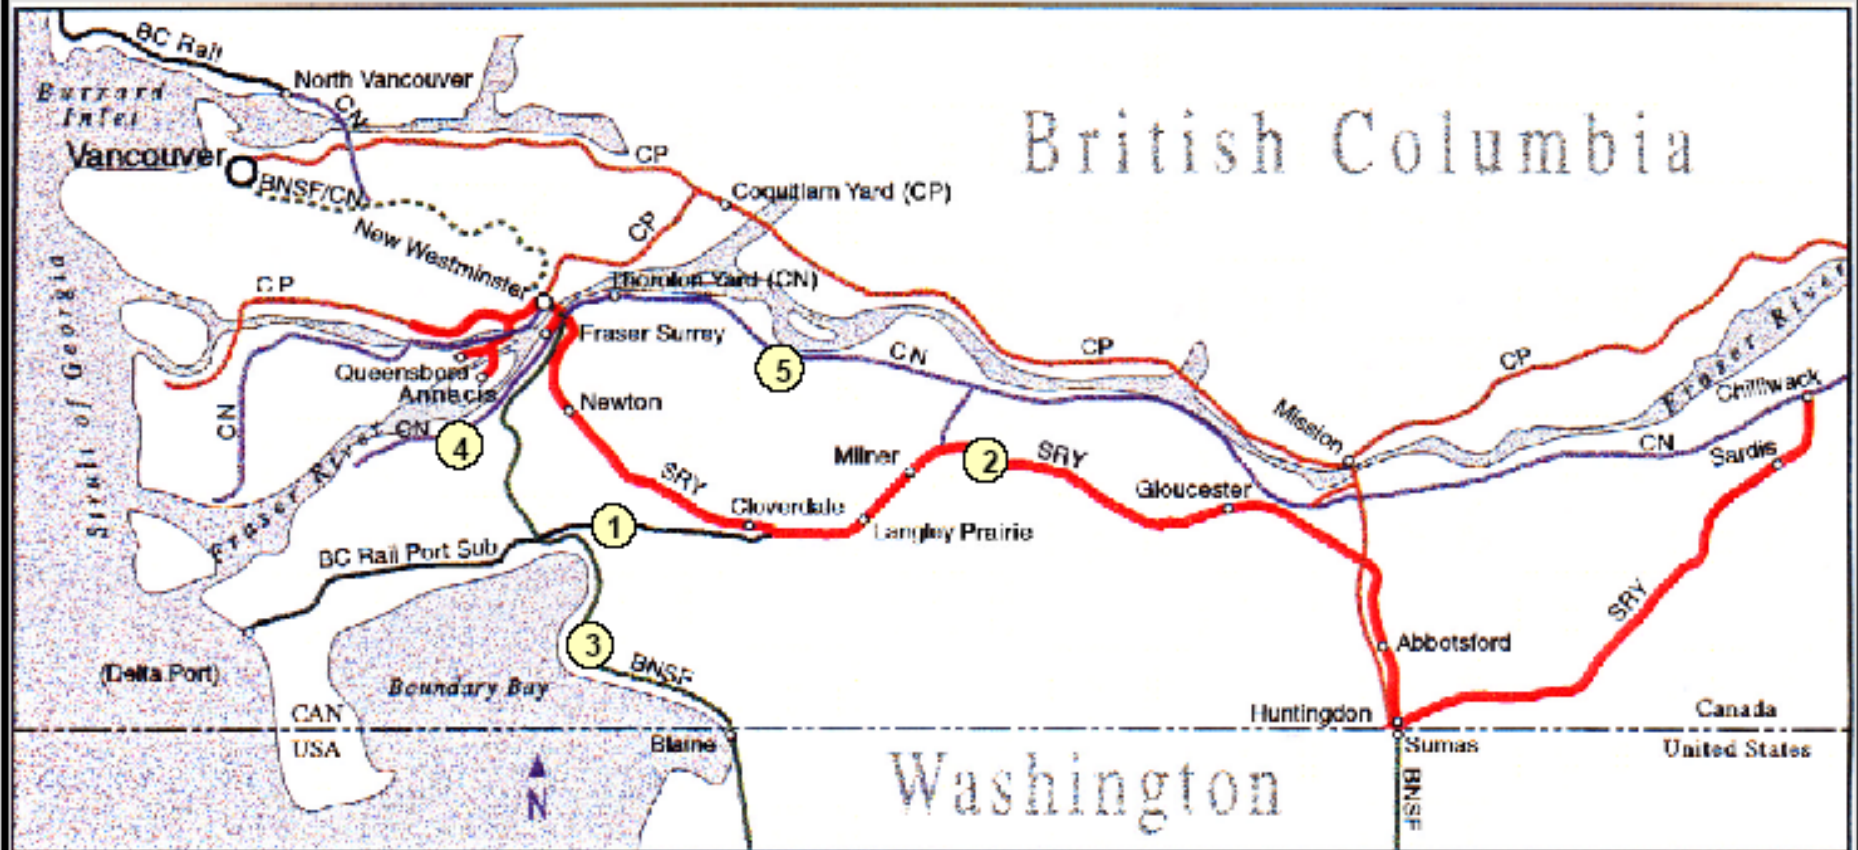 BC Rail
North Vancouver
CN
Burrard
Inlet
British Columbia
Vancouver
CP
BNSF/CN
Coquitlam Yard (CP)
CP
New Westminster
Thornton Yard (CN)
CP
Fraser Surrey
Strait of Georgia
Fraser River
CP
CP
CN
5
Queensboro
Annacis
Chilliwack
Newton
CN
CN
4
Mission
CN
Sardis
Milner
2
SRY
SRY
Gloucester
Cloverdale
Langley Prairie
1
Fraser River
BC Rail Port Sub
SRY
3
Abbotsford
BNSF
(Delta Port)
Boundary Bay
CAN
USA
Huntingdon
Canada
United States
Blaine
Sumas
N
Washington
BNSF